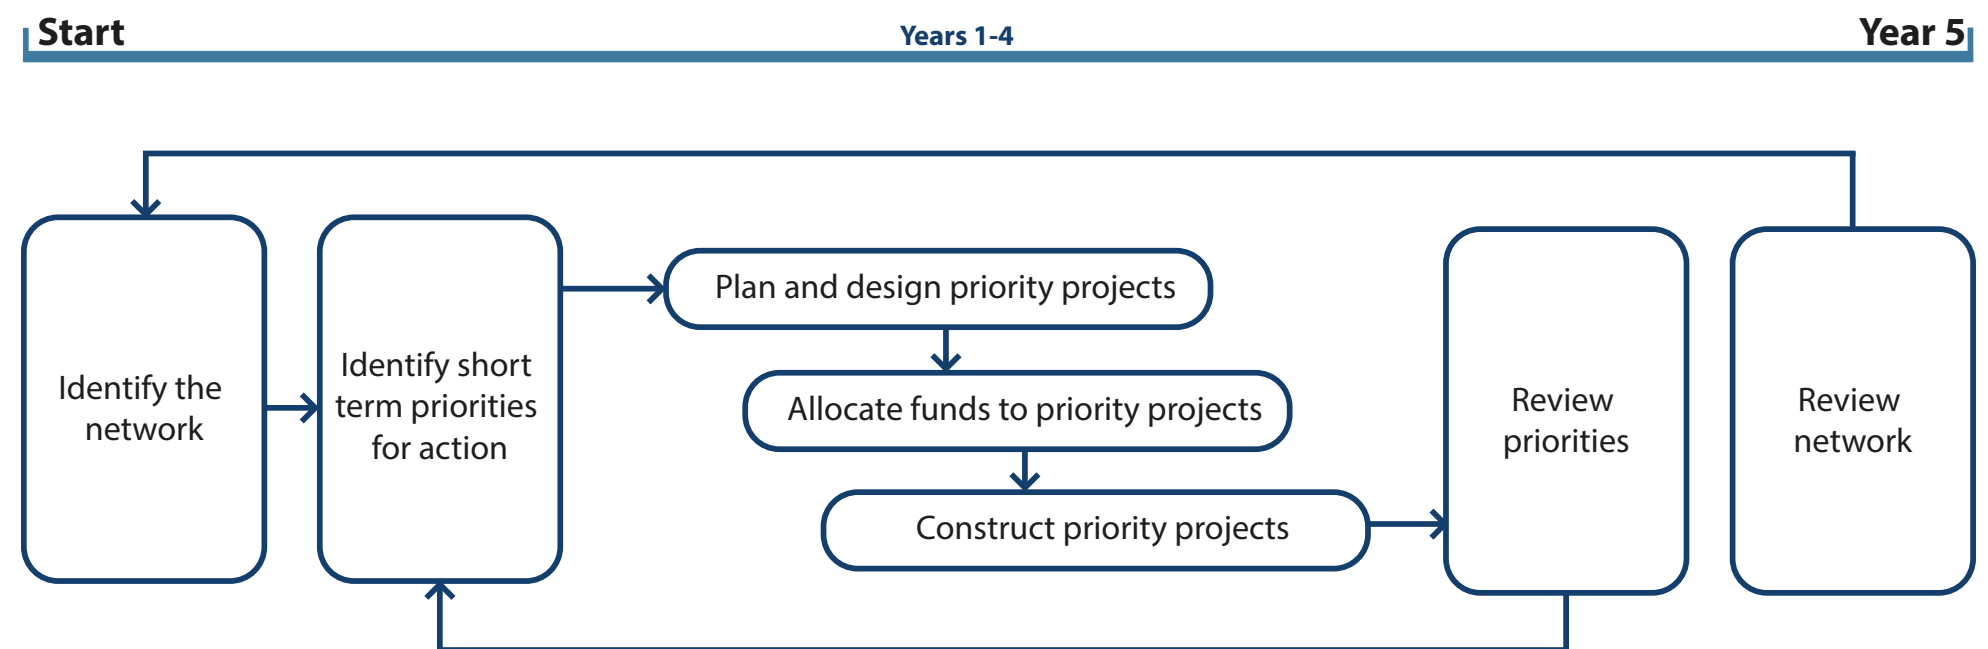 Start
Years 1-4
Year 5
Identify the
network
Identify short
term priorities
for action
Plan and design priority projects
Allocate funds to priority projects
Construct priority projects
Review
priorities
Review
network